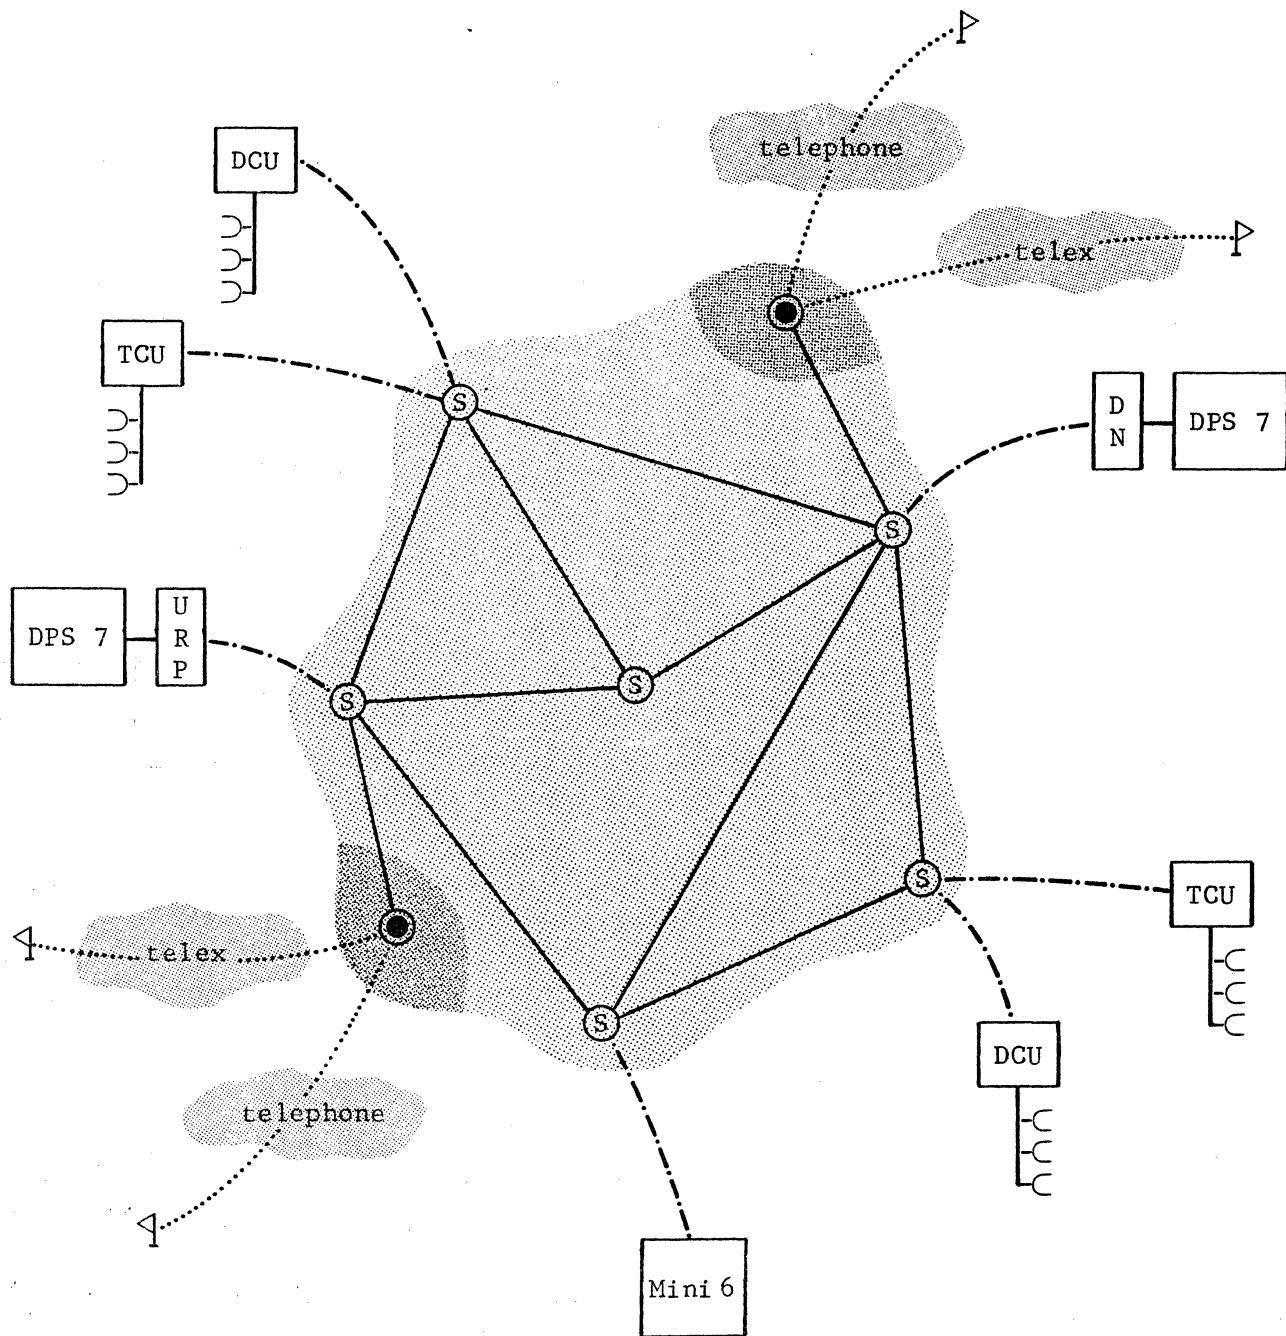 telephone
DCU
telex
TCU
S
D
N
DPS 7
S
DPS 7
U
R
P
S
S
S
TCU
telex
S
DCU
telephone
Mini 6